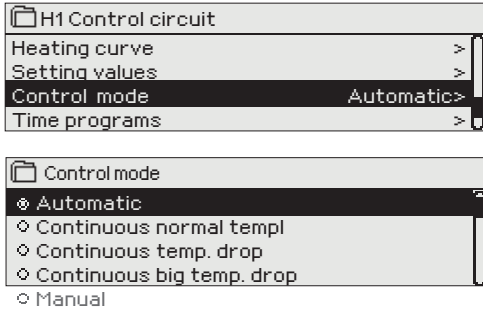 H1 Control circuit
Heating curve >
Setting values >
Control mode Automatic>
Time programs >
Control mode
Automatic
Continuous normal templ
Continuous temp. drop
Continuous big temp. drop
Manual